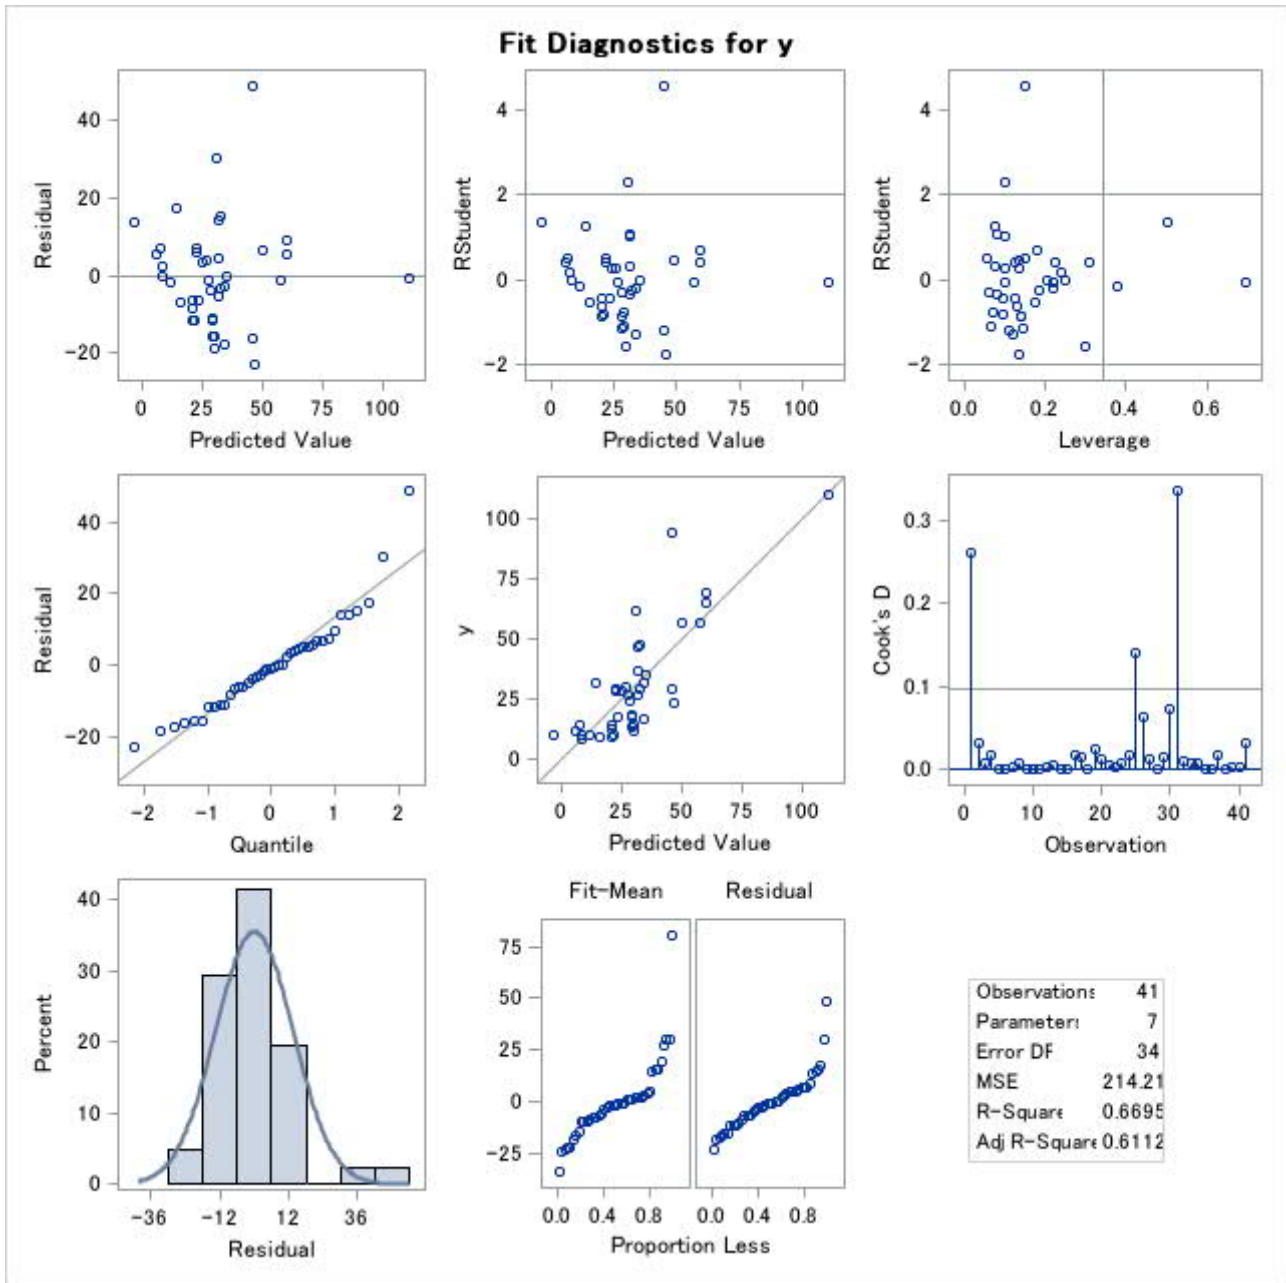 Fit Diagnostics for y
Residual
40
20
0
−20
0 25 50 75 100
Predicted Value
RStudent
4
2
0
−2
0 25 50 75 100
Predicted Value
RStudent
4
2
0
−2
0.0 0.2 0.4 0.6
Leverage
Residual
40
20
0
−20
−2 −1 0 1 2
Quantile
y
100
75
50
25
0
0 25 50 75 100
Predicted Value
Cook's D
0.3
0.2
0.1
0.0
0 10 20 30 40
Observation
Percent
40
30
20
10
0
−36 −12 12 36
Residual
Fit−Mean Residual
75
50
25
0
−25
0.0 0.4 0.8 0.0 0.4 0.8
Proportion Less
Observations 41
Parameters 7
Error DF 34
MSE 214.21
R−Square 0.6695
Adj R−Square 0.6112